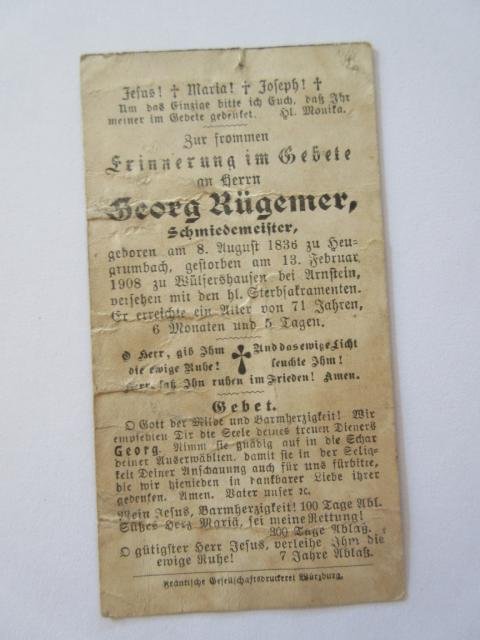 Jesus! † Maria! † Joseph! †
Um das Einzige bitte ich Euch, daß Ihr
meiner im Gebete gedenket. Hl. Monika.
Zur frommen
Erinnerung im Gebete
an Herrn
Georg Rügemer,
Schmiedemeister,
geboren am 8. August 1836 zu Heu-
grumbach, gestorben am 13. Februar
1908 zu Wülfershausen bei Arnstein,
versehen mit den hl. Sterbsakramenten.
Er erreichte ein Alter von 71 Jahren,
6 Monaten und 5 Tagen.
O Herr, gib Ihm † Und das ewige Licht
die ewige Ruhe! leuchte Ihm!
Herr, laß Ihn ruhen im Frieden! Amen.
Gebet.
O Gott der Milde und Barmherzigkeit! Wir
empfehlen Dir die Seele deines treuen Dieners
Georg. Nimm sie gnädig auf in die Schar
deiner Auserwählten, damit sie in der Selig-
keit Deiner Anschauung auch für uns fürbitte,
die wir hienieden in dankbarer Liebe ihrer
gedenken. Amen. Vater unser ꝛc.
Mein Jesus, Barmherzigkeit! 100 Tage Abl.
Süßes Herz Mariä, sei meine Rettung!
300 Tage Ablaß.
O gütigster Herr Jesus, verleihe Ihm die
ewige Ruhe! 7 Jahre Ablaß.
Fränkische Gesellschaftsdruckerei Würzburg.